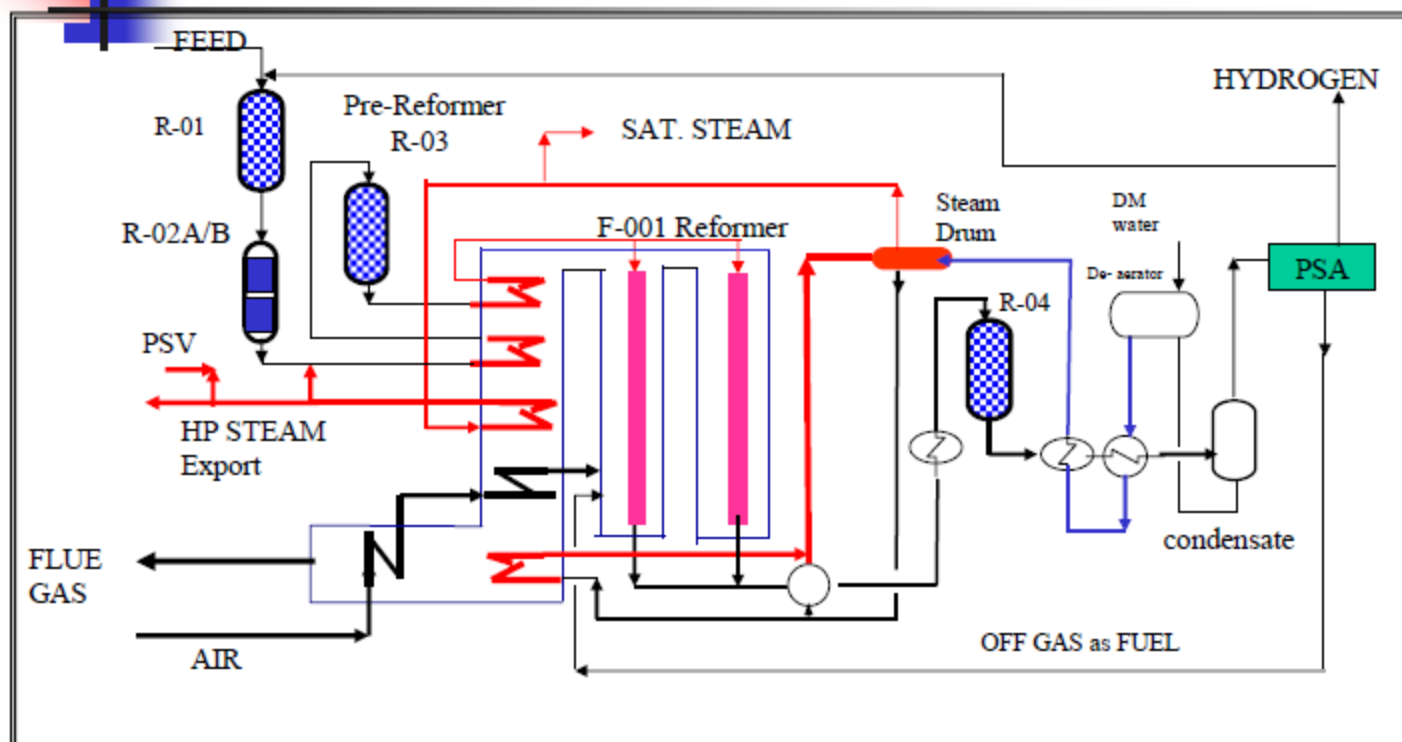 FEED
HYDROGEN
Pre-Reformer
R-03
R-01
SAT. STEAM
R-02A/B
F-001 Reformer
Steam
Drum
DM
water
De- aerator
PSA
R-04
PSV
HP STEAM
Export
condensate
FLUE
GAS
AIR
OFF GAS as FUEL